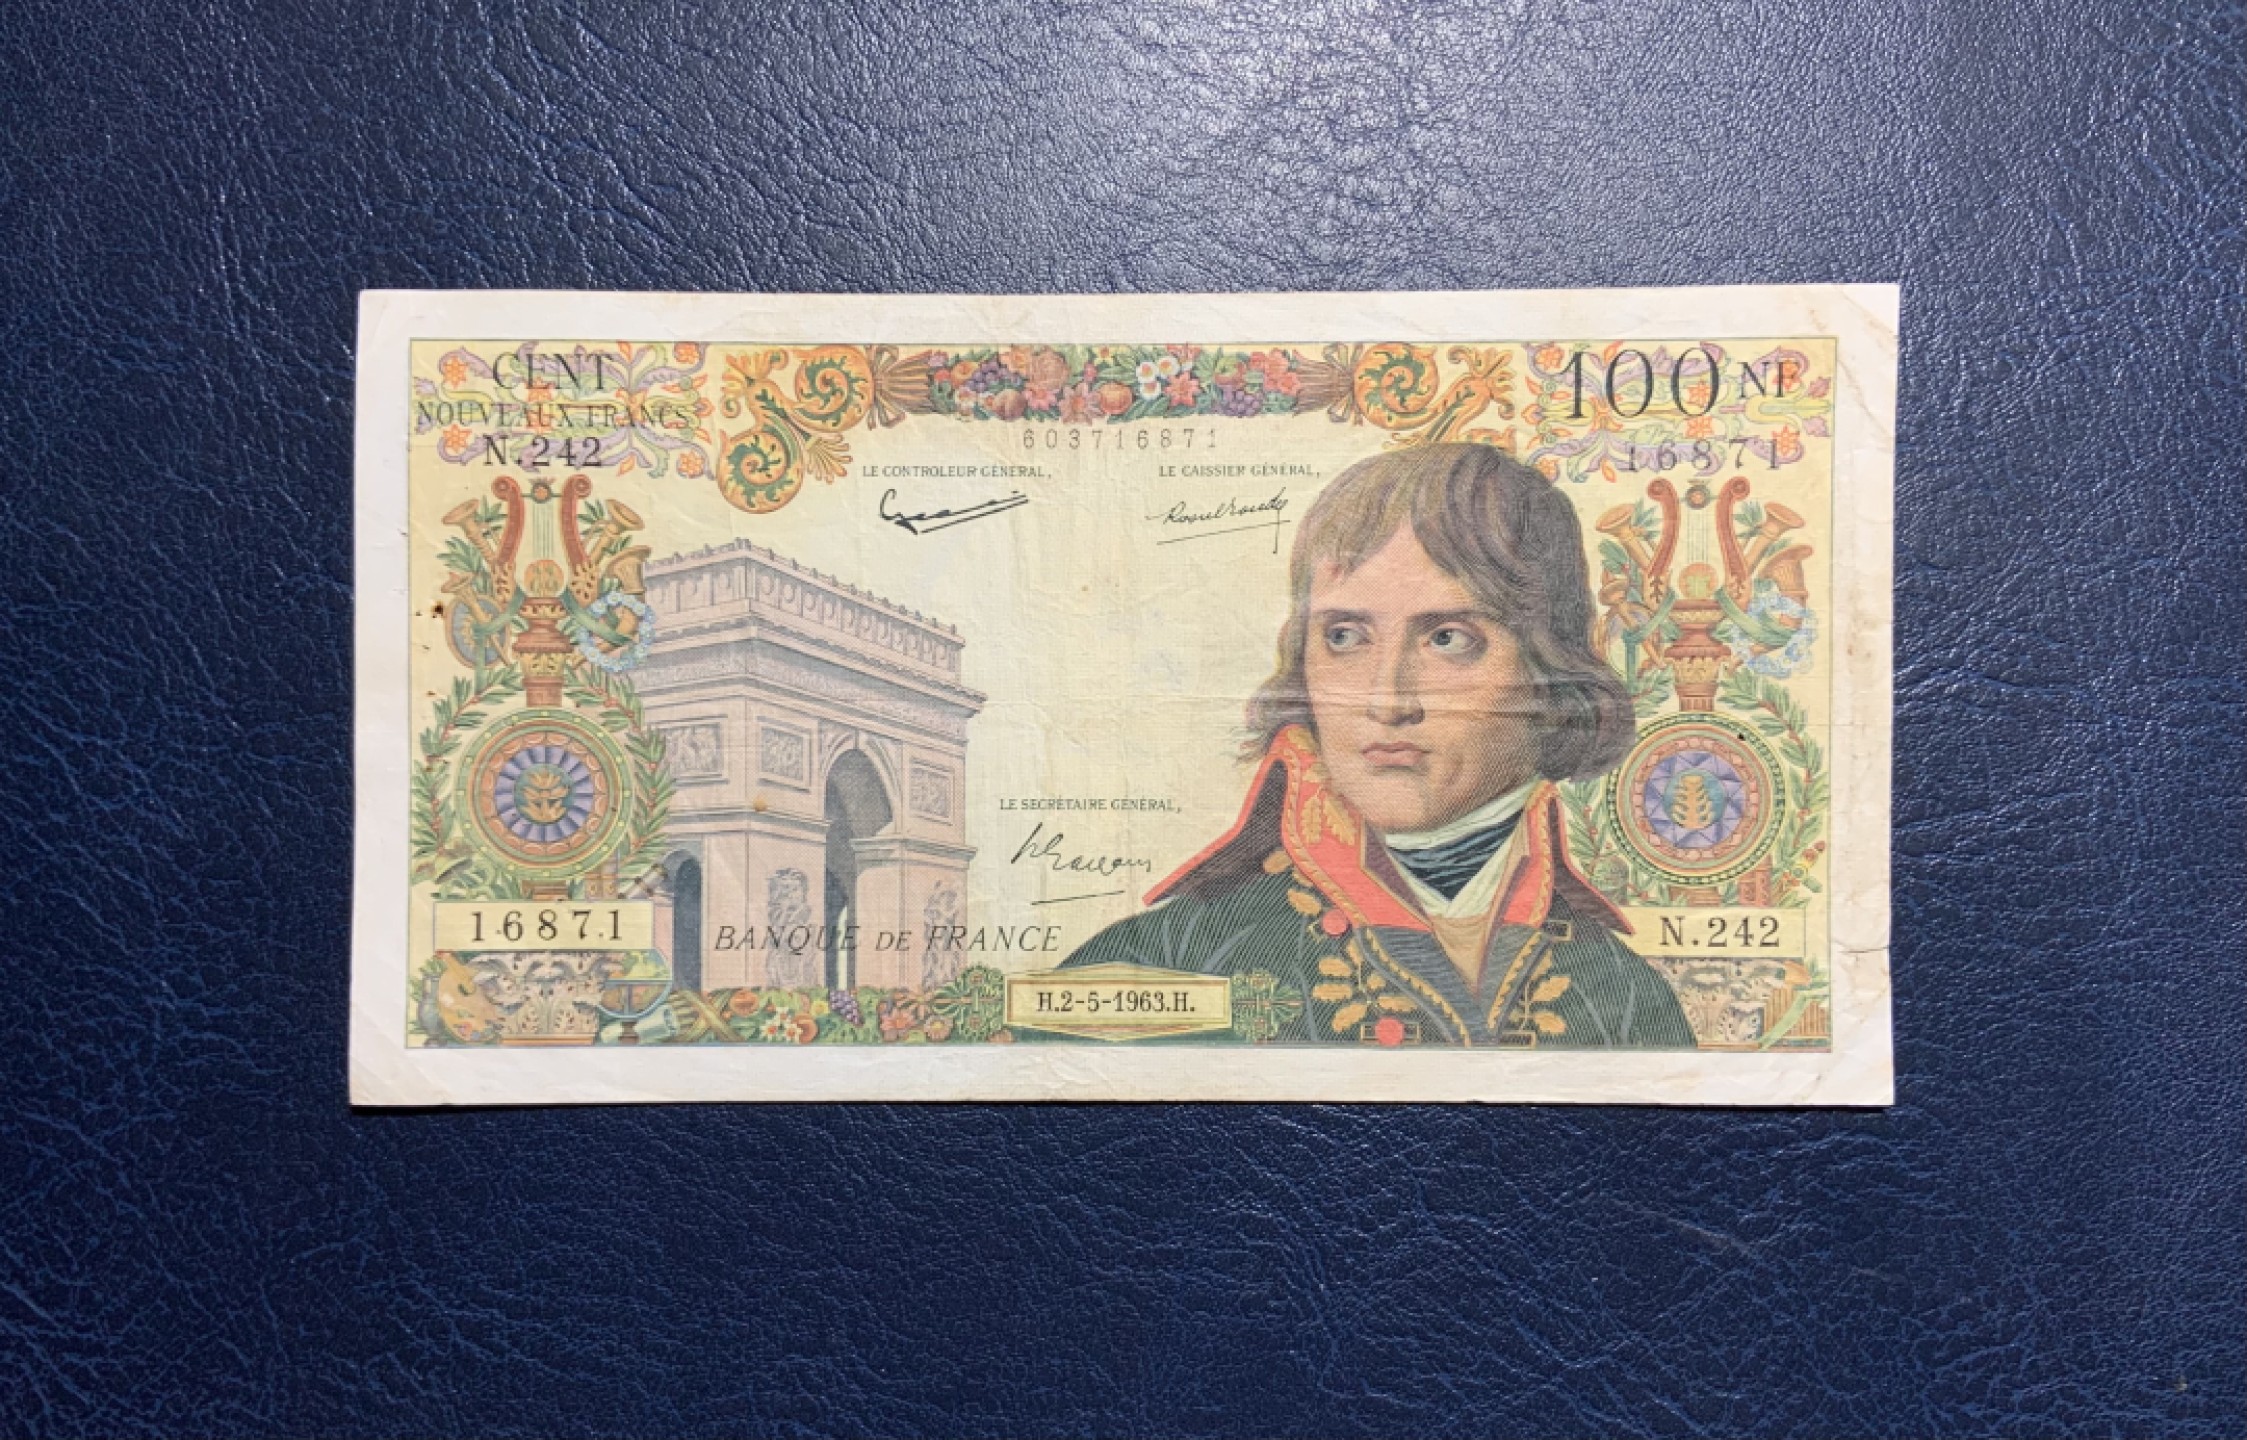 CENT
100 NF
NOUVEAUX FRANCS
N.242
603716871
16871
LE CONTROLEUR GÉNÉRAL,
LE CAISSIER GÉNÉRAL,
LE SECRÉTAIRE GÉNÉRAL,
16871
N.242
BANQUE DE FRANCE
H.2-5-1963.H.